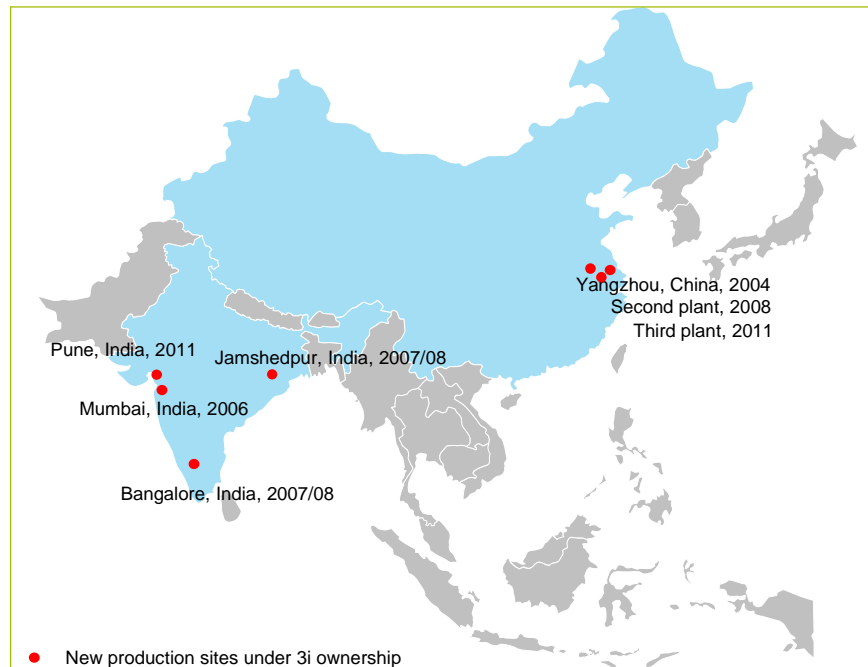 Yangzhou, China, 2004
Second plant, 2008
Third plant, 2011
Pune, India, 2011
Jamshedpur, India, 2007/08
Mumbai, India, 2006
Bangalore, India, 2007/08
New production sites under 3i ownership